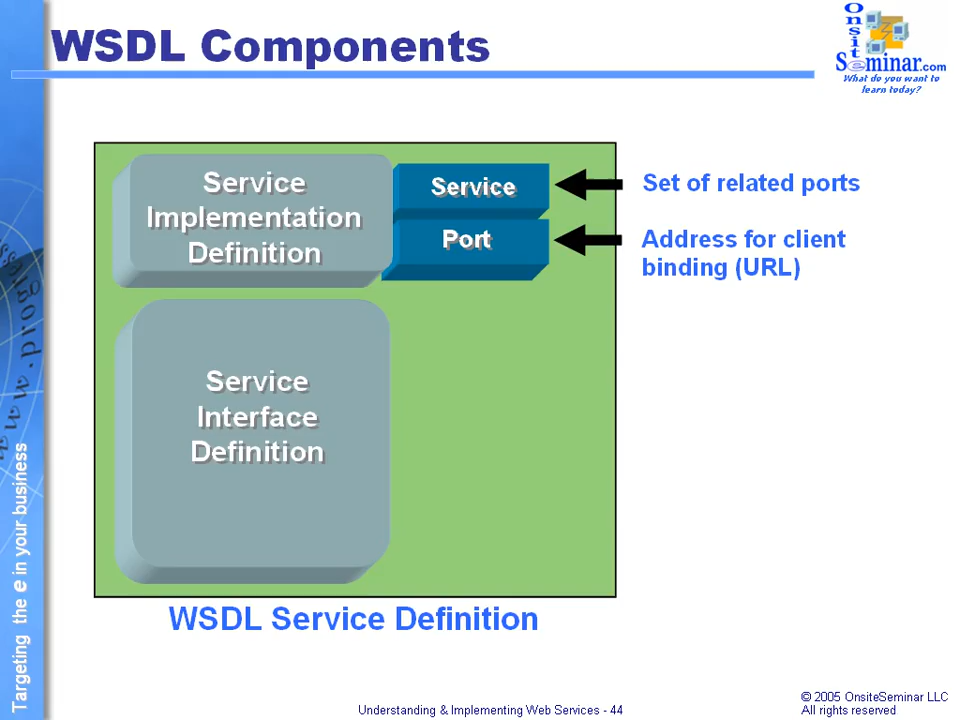 WSDL Components
Onsite
Seminar.com
What do you want to
learn today?
Service
Implementation
Definition
Service
Port
Set of related ports
Address for client
binding (URL)
Service
Interface
Definition
WSDL Service Definition
www.progr
Targeting the e in your business
Understanding & Implementing Web Services - 44
© 2005 OnsiteSeminar LLC
All rights reserved